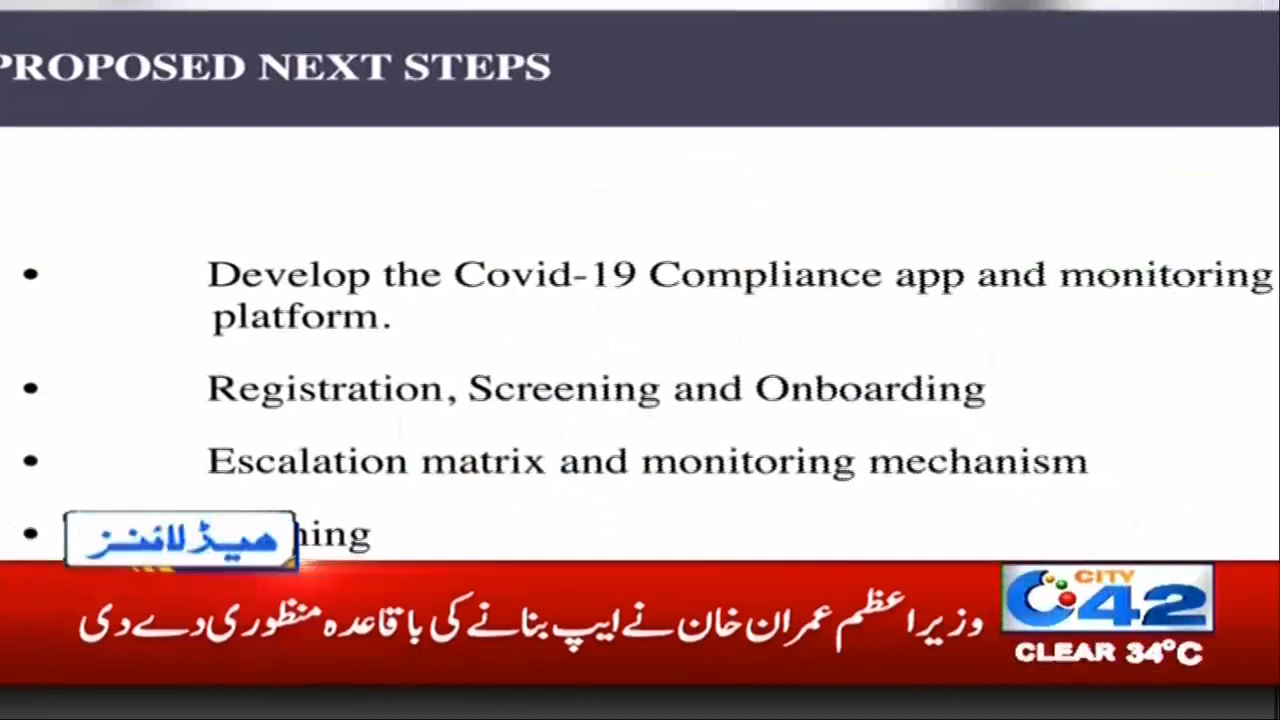 PROPOSED NEXT STEPS
• Develop the Covid-19 Compliance app and monitoring
platform.
• Registration, Screening and Onboarding
• Escalation matrix and monitoring mechanism
•
ہیڈلائنز
وزیراعظم عمران خان نے ایپ بنانے کی باقاعدہ منظوری دے دی
CITY
42
CLEAR 34°C